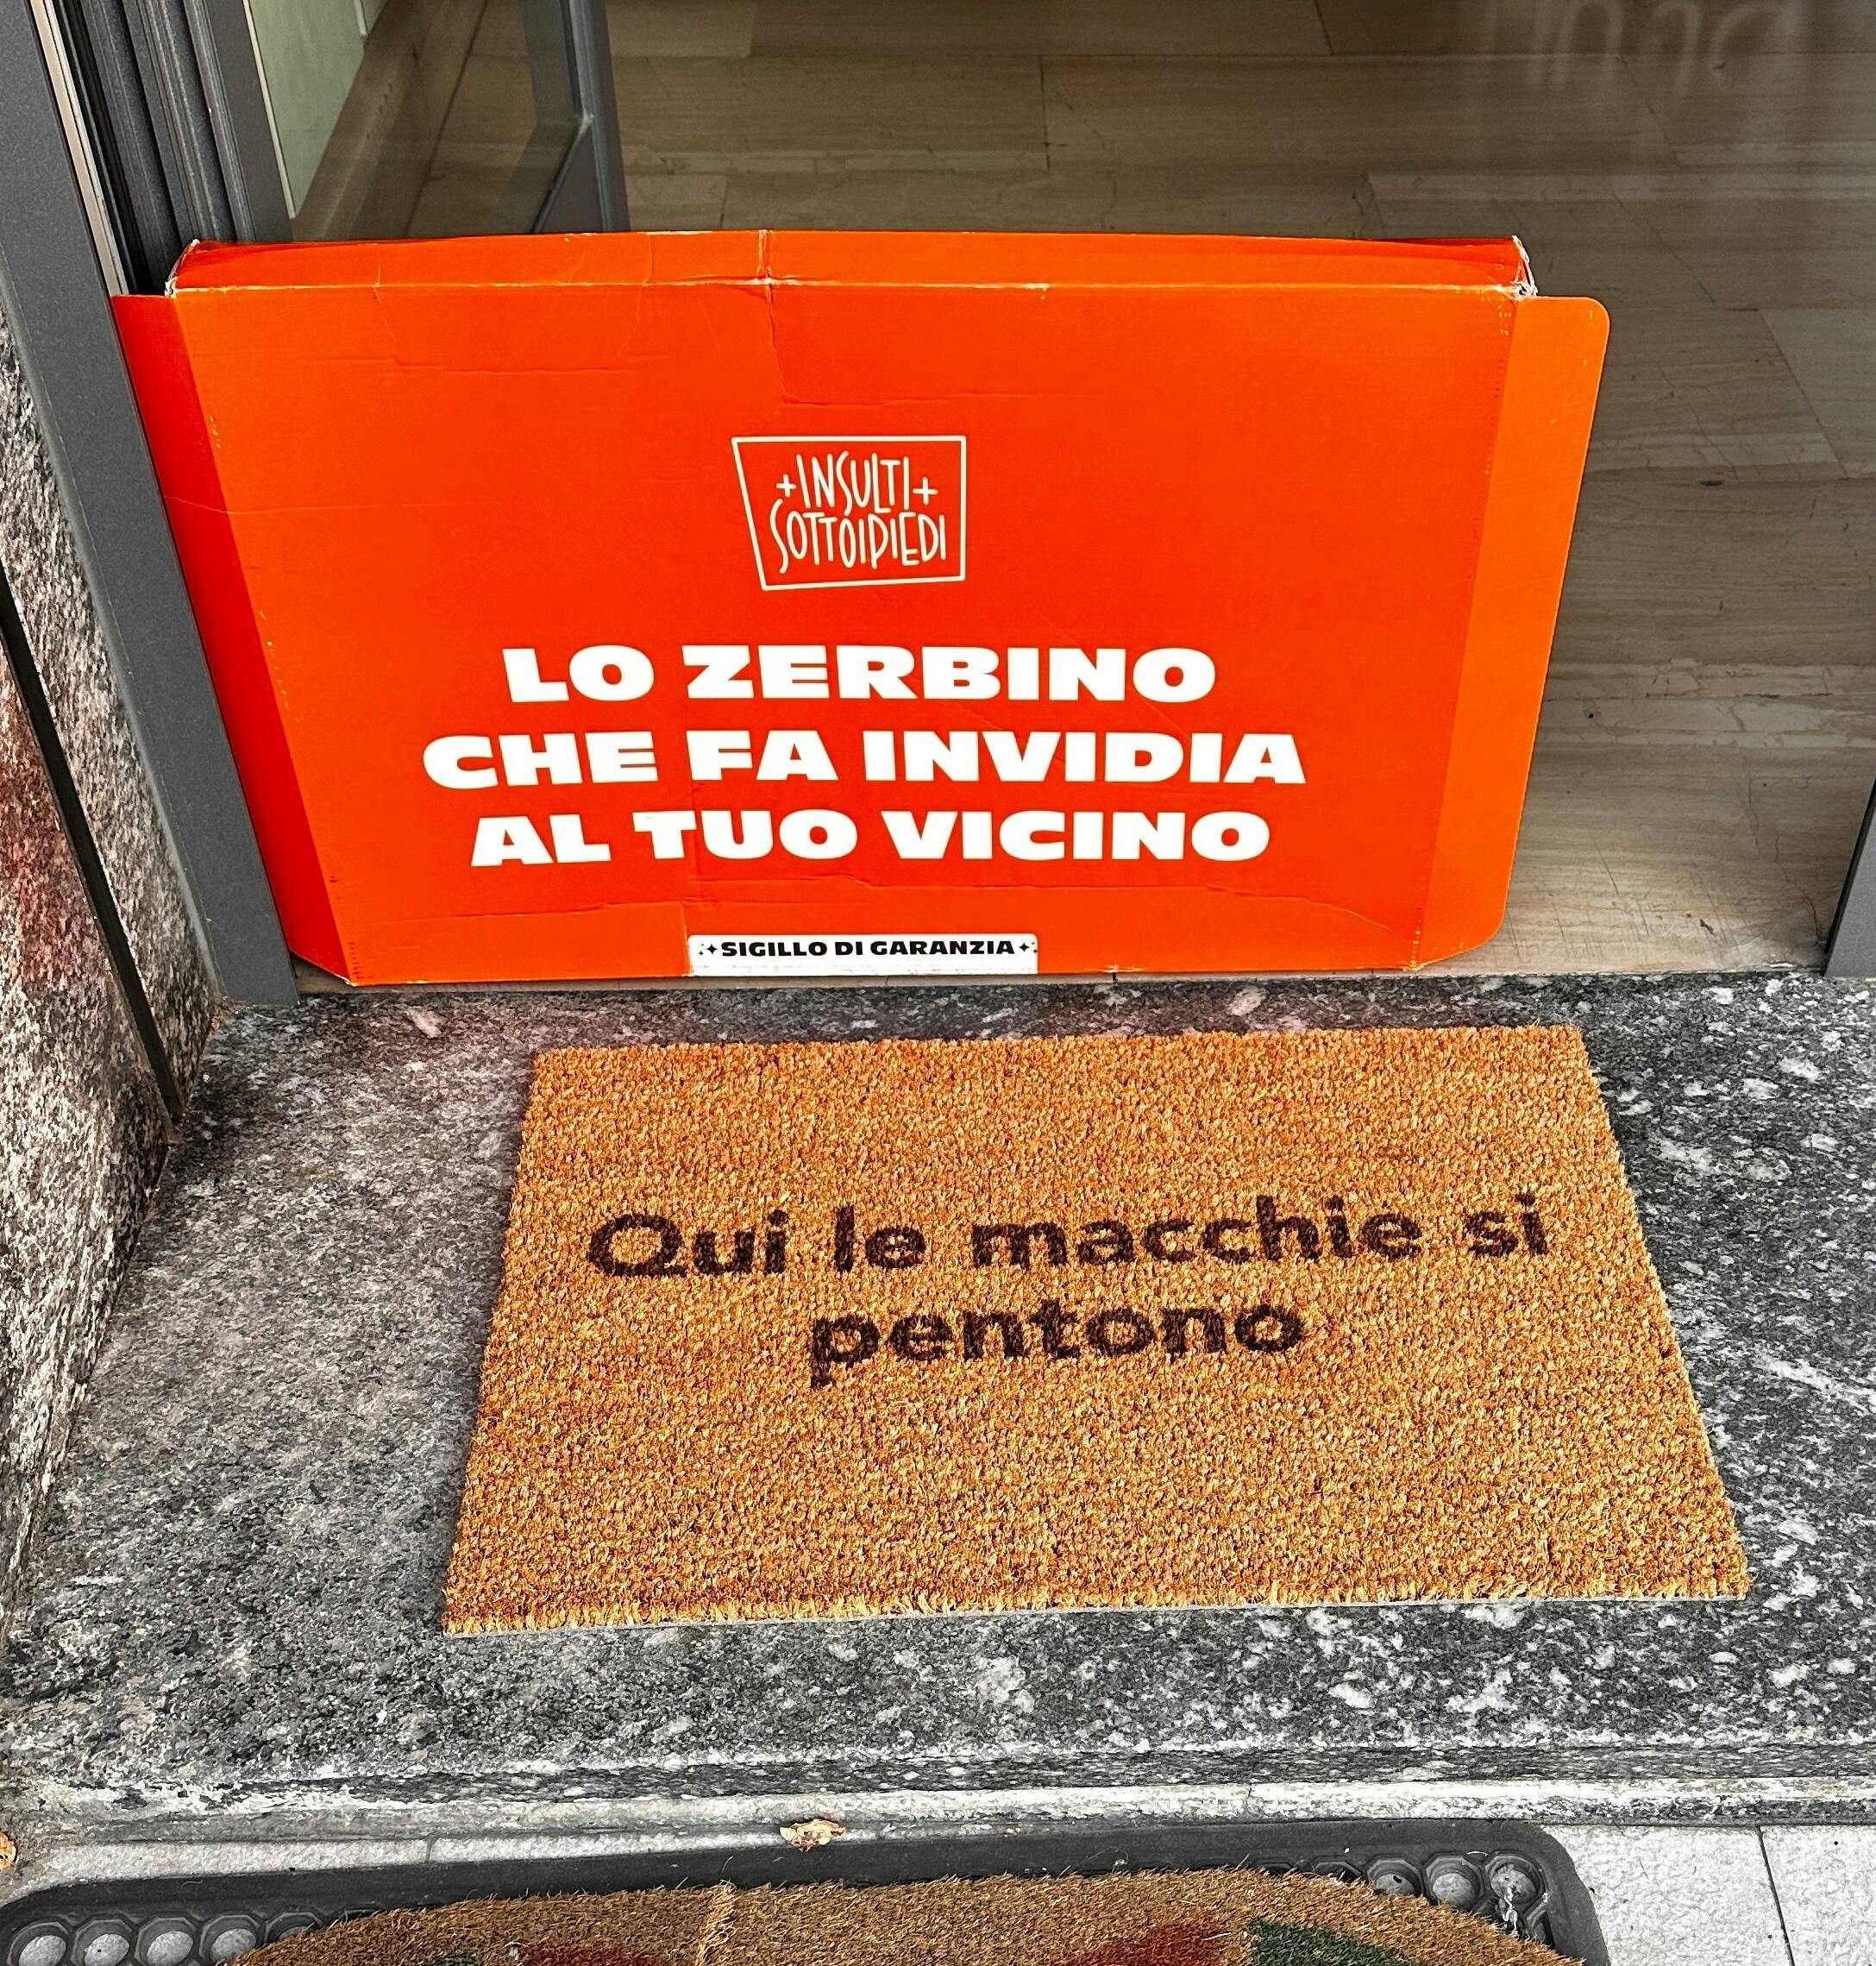 +INSULTI+
SOTTOIPIEDI
LO ZERBINO
CHE FA INVIDIA
AL TUO VICINO
SIGILLO DI GARANZIA
Qui le macchie si
pentono